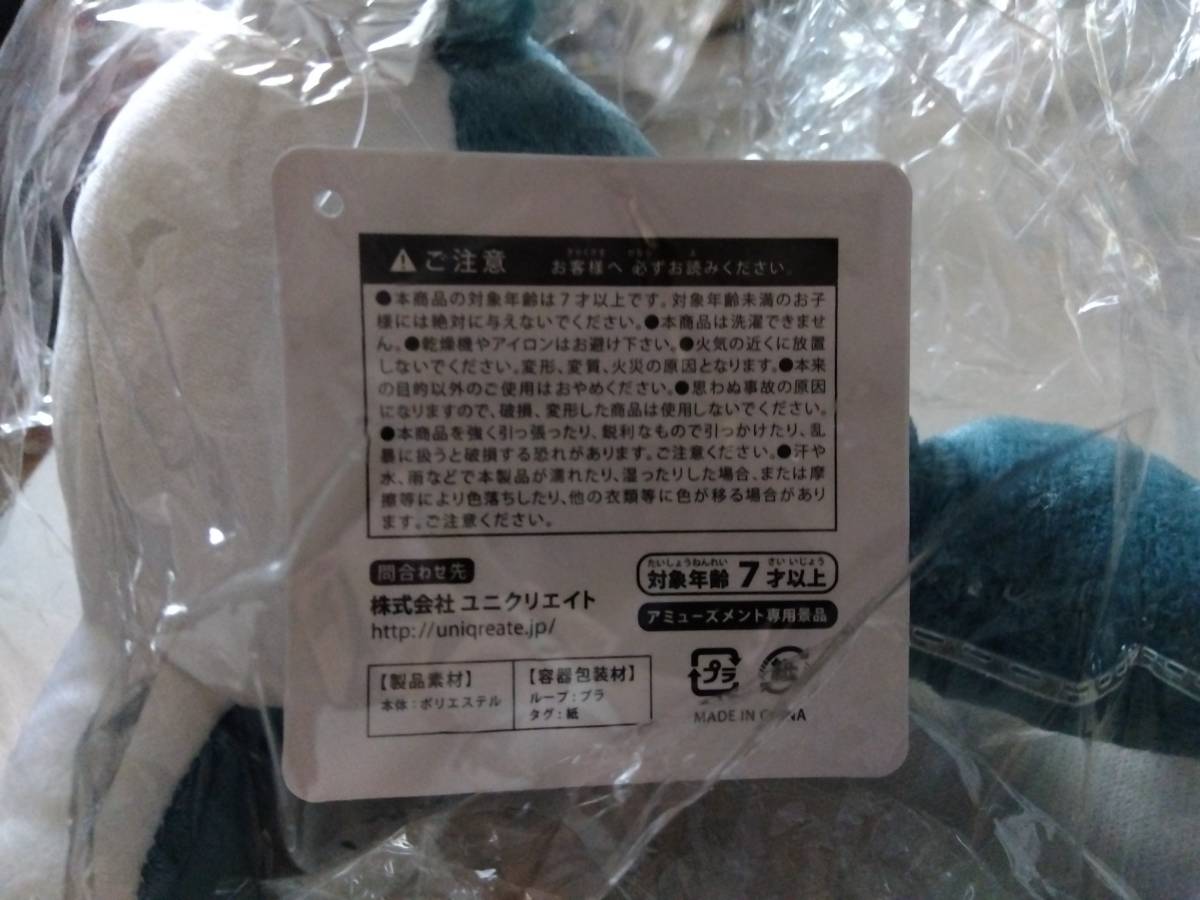 ご注意 お客様へ 必ずお読みください。
●本商品の対象年齢は7才以上です。対象年齢未満のお子
様には絶対に与えないでください。●本商品は洗濯できませ
ん。●乾燥機やアイロンはお避け下さい。●火気の近くに放置
しないでください。変形、変質、火災の原因となります。●本来
の目的以外のご使用はおやめください。●思わぬ事故の原因
になりますので、破損、変形した商品は使用しないでください。
●本商品を強く引っ張ったり、鋭利なもので引っかけたり、乱
暴に扱うと破損する恐れがあります。ご注意ください。●汗や
水、雨などで本製品が濡れたり、湿ったりした場合、または摩
擦等により色落ちしたり、他の衣類等に色が移る場合があり
ます。ご注意ください。
問合わせ先
株式会社 ユニクリエイト
http://uniqreate.jp/
たいしょうねんれい さい いじょう
対象年齢 7 才以上
アミューズメント専用景品
【製品素材】
本体:ポリエステル
【容器包装材】
ループ:プラ
タグ:紙
プラ 紙
MADE IN CHINA